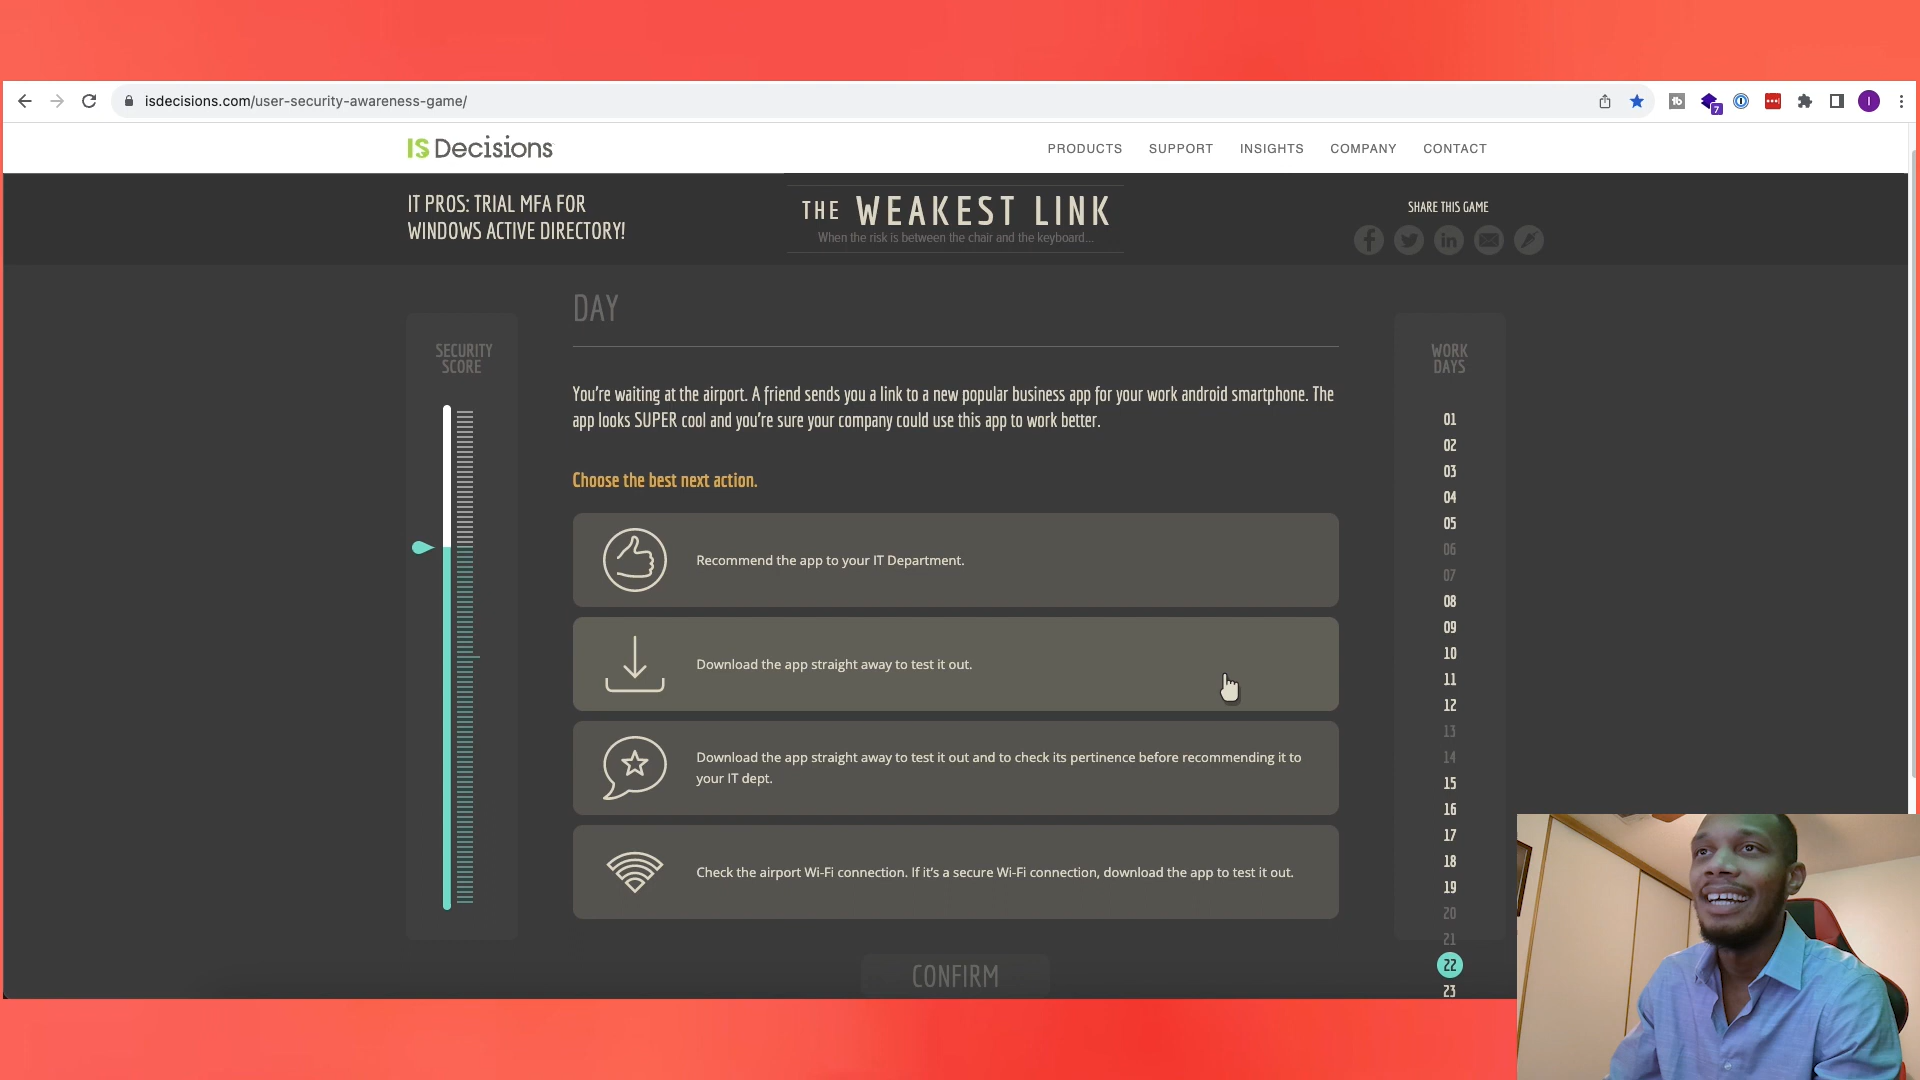 isdecisions.com/user-security-awareness-game/
7
I
IS Decisions
PRODUCTS SUPPORT INSIGHTS COMPANY CONTACT
IT PROS: TRIAL MFA FOR
WINDOWS ACTIVE DIRECTORY!
THE WEAKEST LINK
When the risk is between the chair and the keyboard...
SHARE THIS GAME
DAY
SECURITY
SCORE
You're waiting at the airport. A friend sends you a link to a new popular business app for your work android smartphone. The
app looks SUPER cool and you're sure your company could use this app to work better.
Choose the best next action.
Recommend the app to your IT Department.
Download the app straight away to test it out.
Download the app straight away to test it out and to check its pertinence before recommending it to
your IT dept.
Check the airport Wi-Fi connection. If it's a secure Wi-Fi connection, download the app to test it out.
CONFIRM
WORK
DAYS
01
02
03
04
05
06
07
08
09
10
11
12
13
14
15
16
17
18
19
20
21
22
23